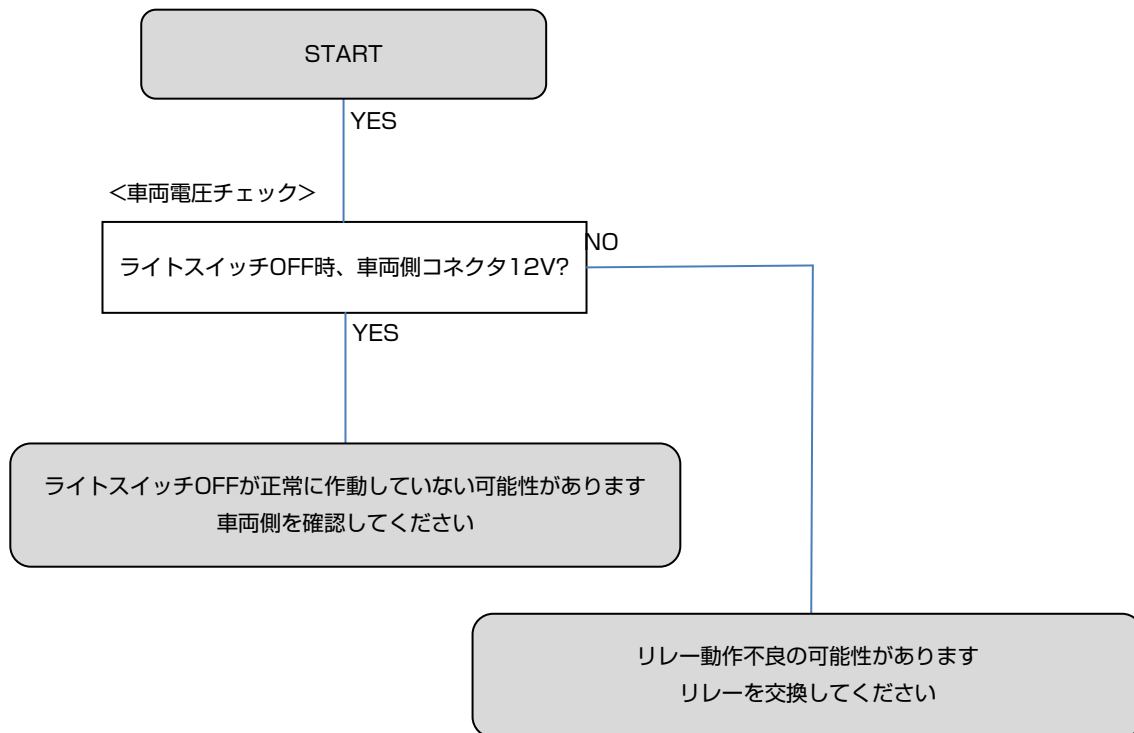 START
YES
<車両電圧チェック>
ライトスイッチOFF時、車両側コネクタ12V?
NO
YES
ライトスイッチOFFが正常に作動していない可能性があります
車両側を確認してください
リレー動作不良の可能性があります
リレーを交換してください